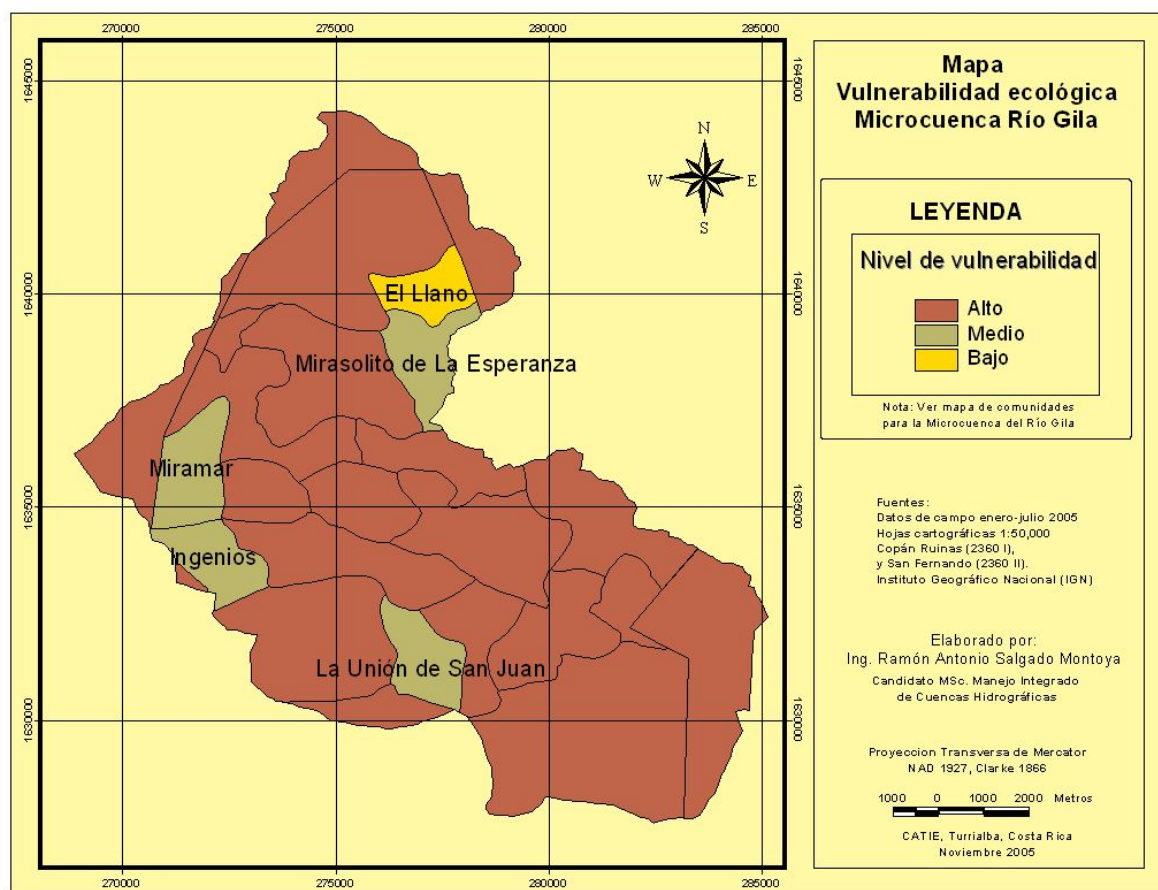 270000 275000 280000 285000
1645000 1645000
1640000 1640000
1635000 1635000
1630000 1630000
N
W E
S
El Llano
Mirasolito de La Esperanza
Miramar
Ingenios
La Unión de San Juan
270000 275000 280000 285000
Mapa
Vulnerabilidad ecológica
Microcuenca Río Gila
LEYENDA
Nivel de vulnerabilidad
Alto
Medio
Bajo
Nota: Ver mapa de comunidades
para la Microcuenca del Río Gila
Fuentes:
Datos de campo enero-julio 2005
Hojas cartográficas 1:50,000
Copán Ruinas (2360 I),
y San Fernando (2360 II).
Instituto Geográfico Nacional (IGN)
Elaborado por:
Ing. Ramón Antonio Salgado Montoya
Candidato MSc. Manejo Integrado
de Cuencas Hidrográficas
Proyeccion Transversa de Mercator
NAD 1927, Clarke 1866
1000 0 1000 2000 Metros
CATIE, Turrialba, Costa Rica
Noviembre 2005